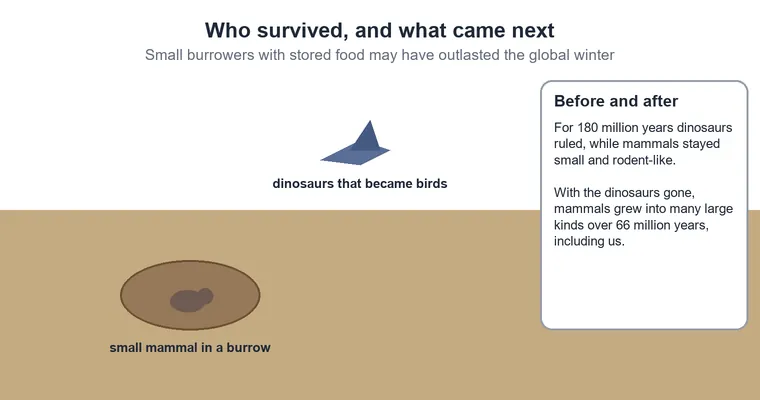 Who survived, and what came next
Small burrowers with stored food may have outlasted the global winter
Before and after
For 180 million years dinosaurs
ruled, while mammals stayed
small and rodent-like.
With the dinosaurs gone,
mammals grew into many large
kinds over 66 million years,
including us.
dinosaurs that became birds
small mammal in a burrow